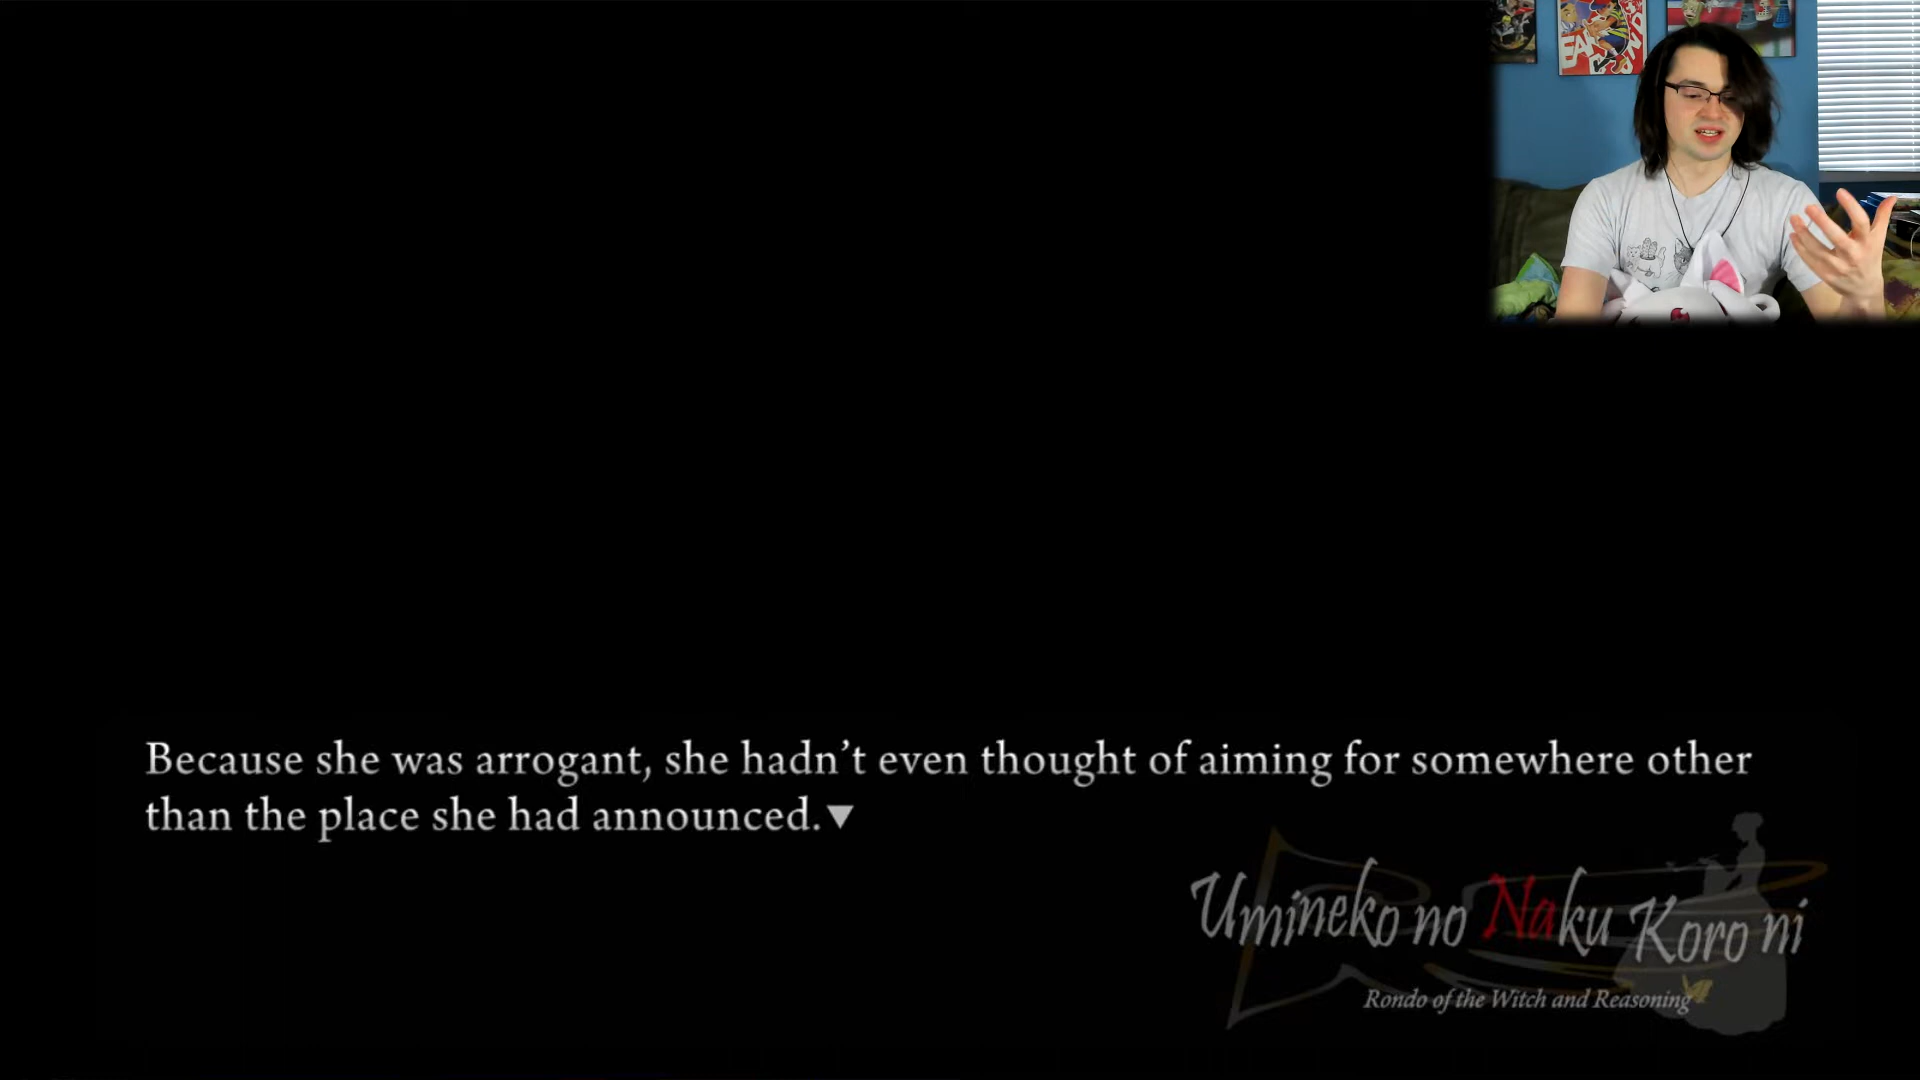 Because she was arrogant, she hadn't even thought of aiming for somewhere other
than the place she had announced.▼
Umineko no Naku Koro ni
Rondo of the Witch and Reasoning